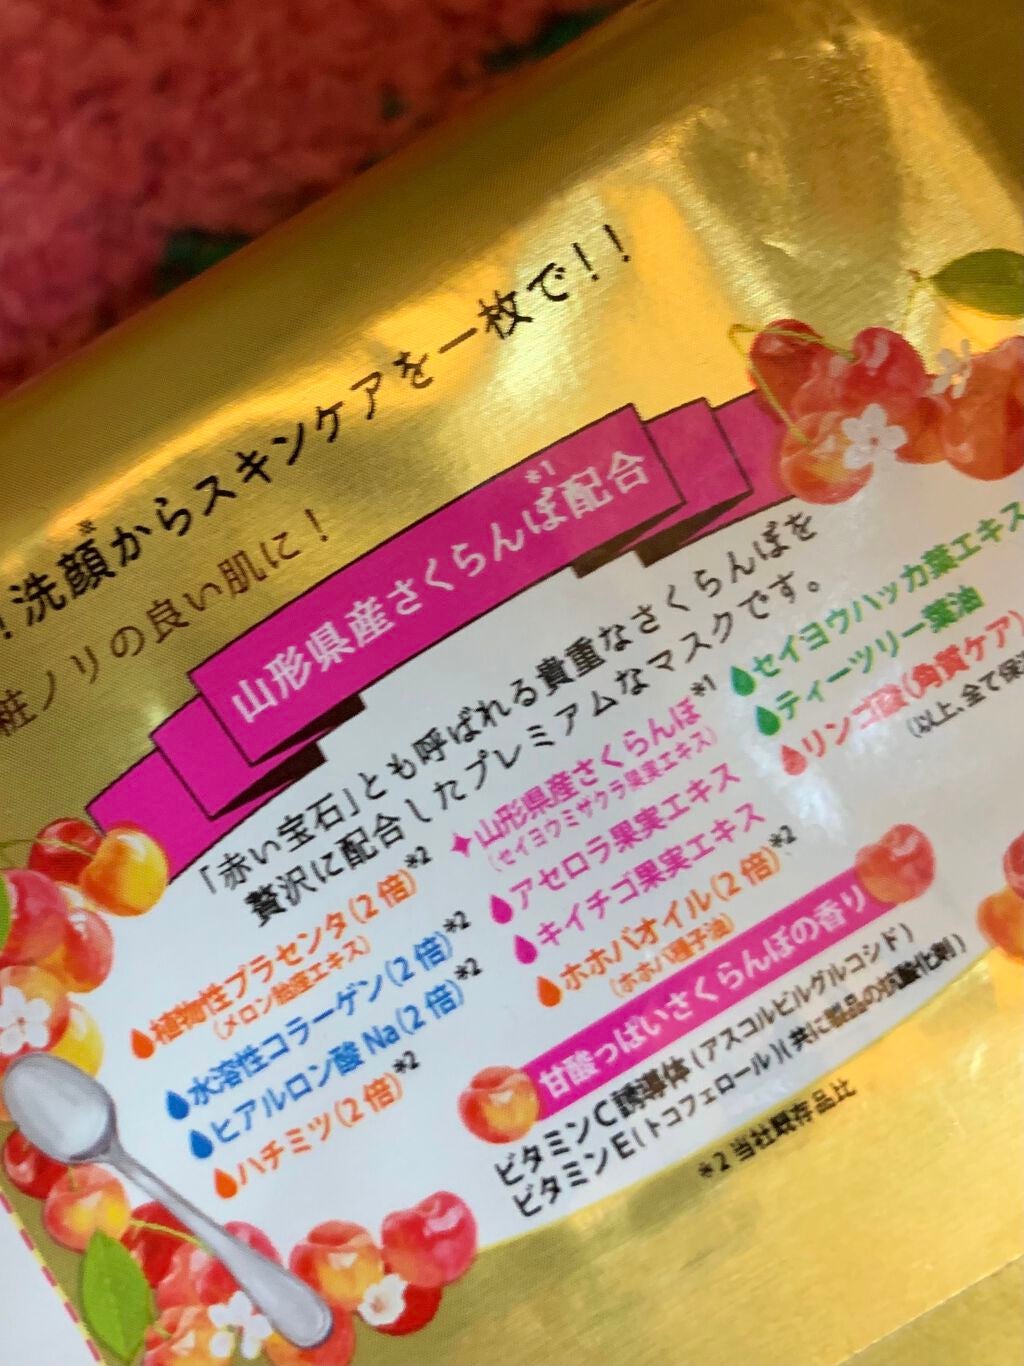 ！洗顔※からスキンケアを一枚で！！
粧ノリの良い肌に！
山形県産さくらんぼ*1配合
「赤い宝石」とも呼ばれる貴重なさくらんぼを
贅沢に配合したプレミアムなマスクです。
植物性プラセンタ(2倍)*2
(メロン胎座エキス)
水溶性コラーゲン(2倍)*2
ヒアルロン酸Na(2倍)*2
ハチミツ(2倍)*2
山形県産さくらんぼ*1
(セイヨウミザクラ果実エキス)
アセロラ果実エキス
キイチゴ果実エキス
ホホバオイル(2倍)*2
(ホホバ種子油)
セイヨウハッカ葉エキス
ティーツリー葉油
リンゴ酸(角質ケア)
(以上、全て保
甘酸っぱいさくらんぼの香り
ビタミンC誘導体(アスコルビルグルコシド)
ビタミンE(トコフェロール)(共に製品の抗酸化剤)
*2 当社既存品比